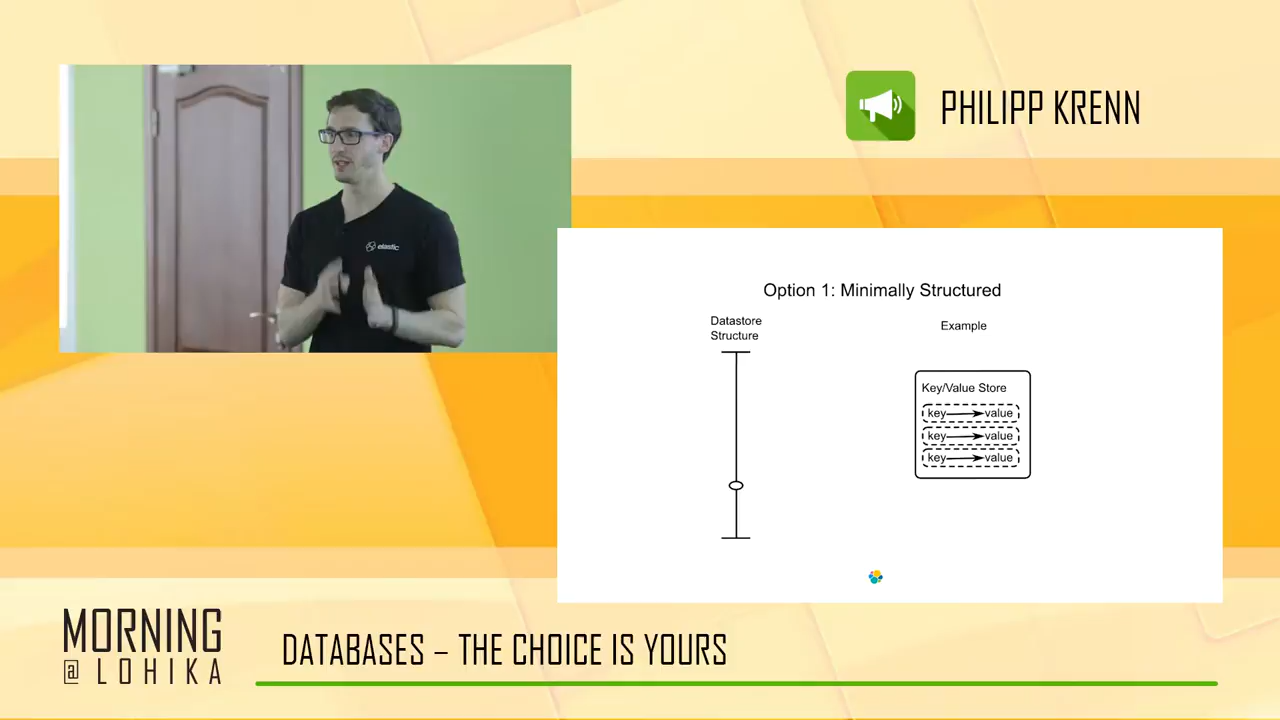 PHILIPP KRENN
elastic
Option 1: Minimally Structured
Datastore
Structure
Example
Key/Value Store
key value
key value
key value
MORNING
@ LOHIKA
DATABASES – THE CHOICE IS YOURS